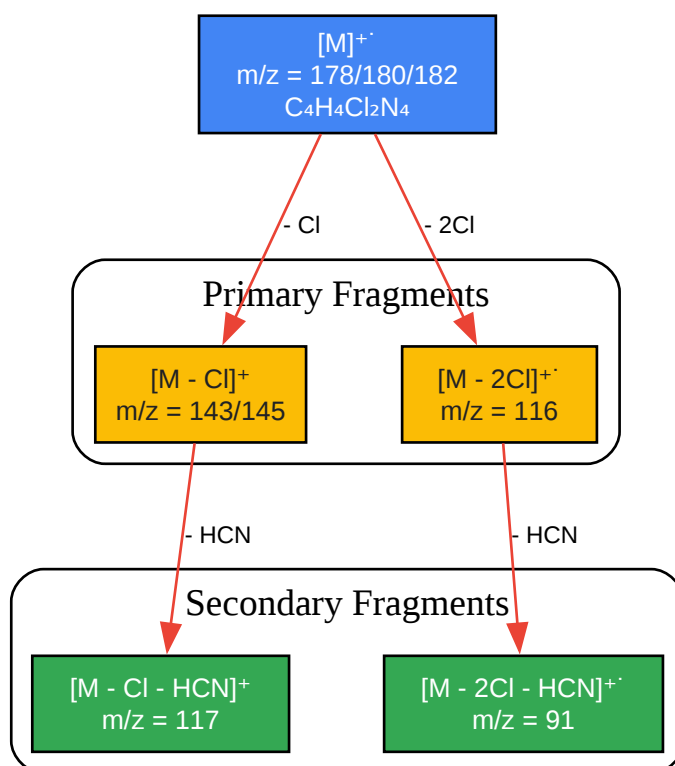 [M]⁺˙
m/z = 178/180/182
C₄H₄Cl₂N₄
- Cl
- 2Cl
Primary Fragments
[M - Cl]⁺
m/z = 143/145
[M - 2Cl]⁺˙
m/z = 116
- HCN
- HCN
Secondary Fragments
[M - Cl - HCN]⁺
m/z = 117
[M - 2Cl - HCN]⁺˙
m/z = 91